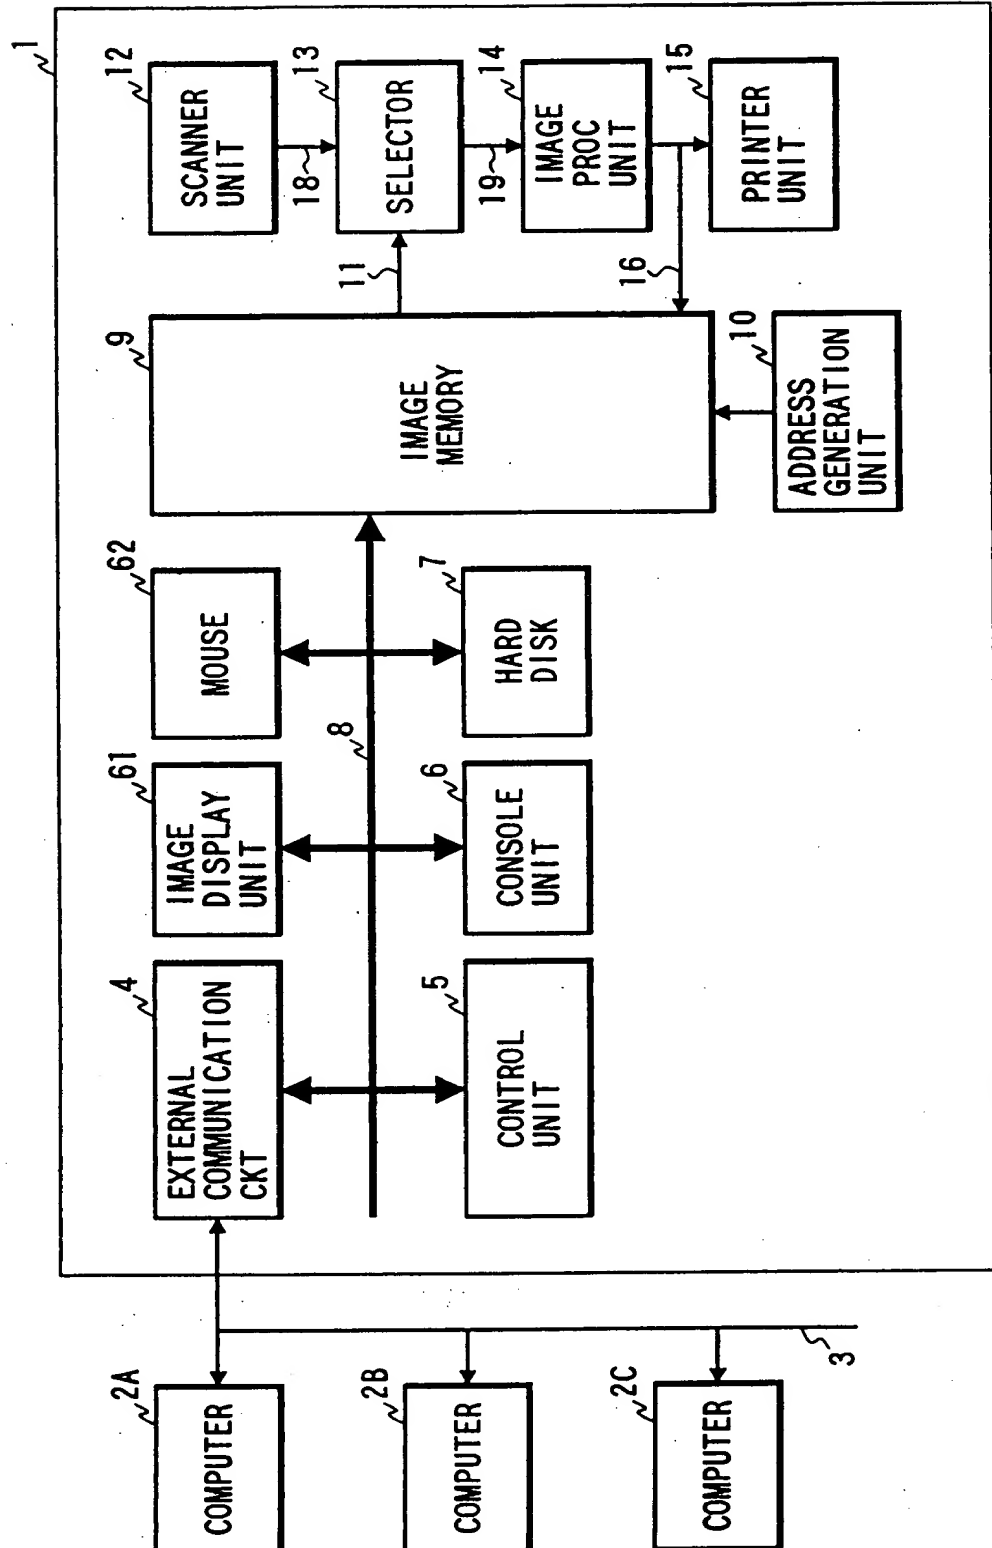 1
2A
COMPUTER
2B
COMPUTER
2C
COMPUTER
3
4
EXTERNAL
COMMUNICATION
CKT
61
IMAGE
DISPLAY
UNIT
62
MOUSE
8
5
CONTROL
UNIT
6
CONSOLE
UNIT
7
HARD
DISK
9
IMAGE
MEMORY
10
ADDRESS
GENERATION
UNIT
11
16
12
SCANNER
UNIT
18
13
SELECTOR
19
14
IMAGE
PROC
UNIT
15
PRINTER
UNIT